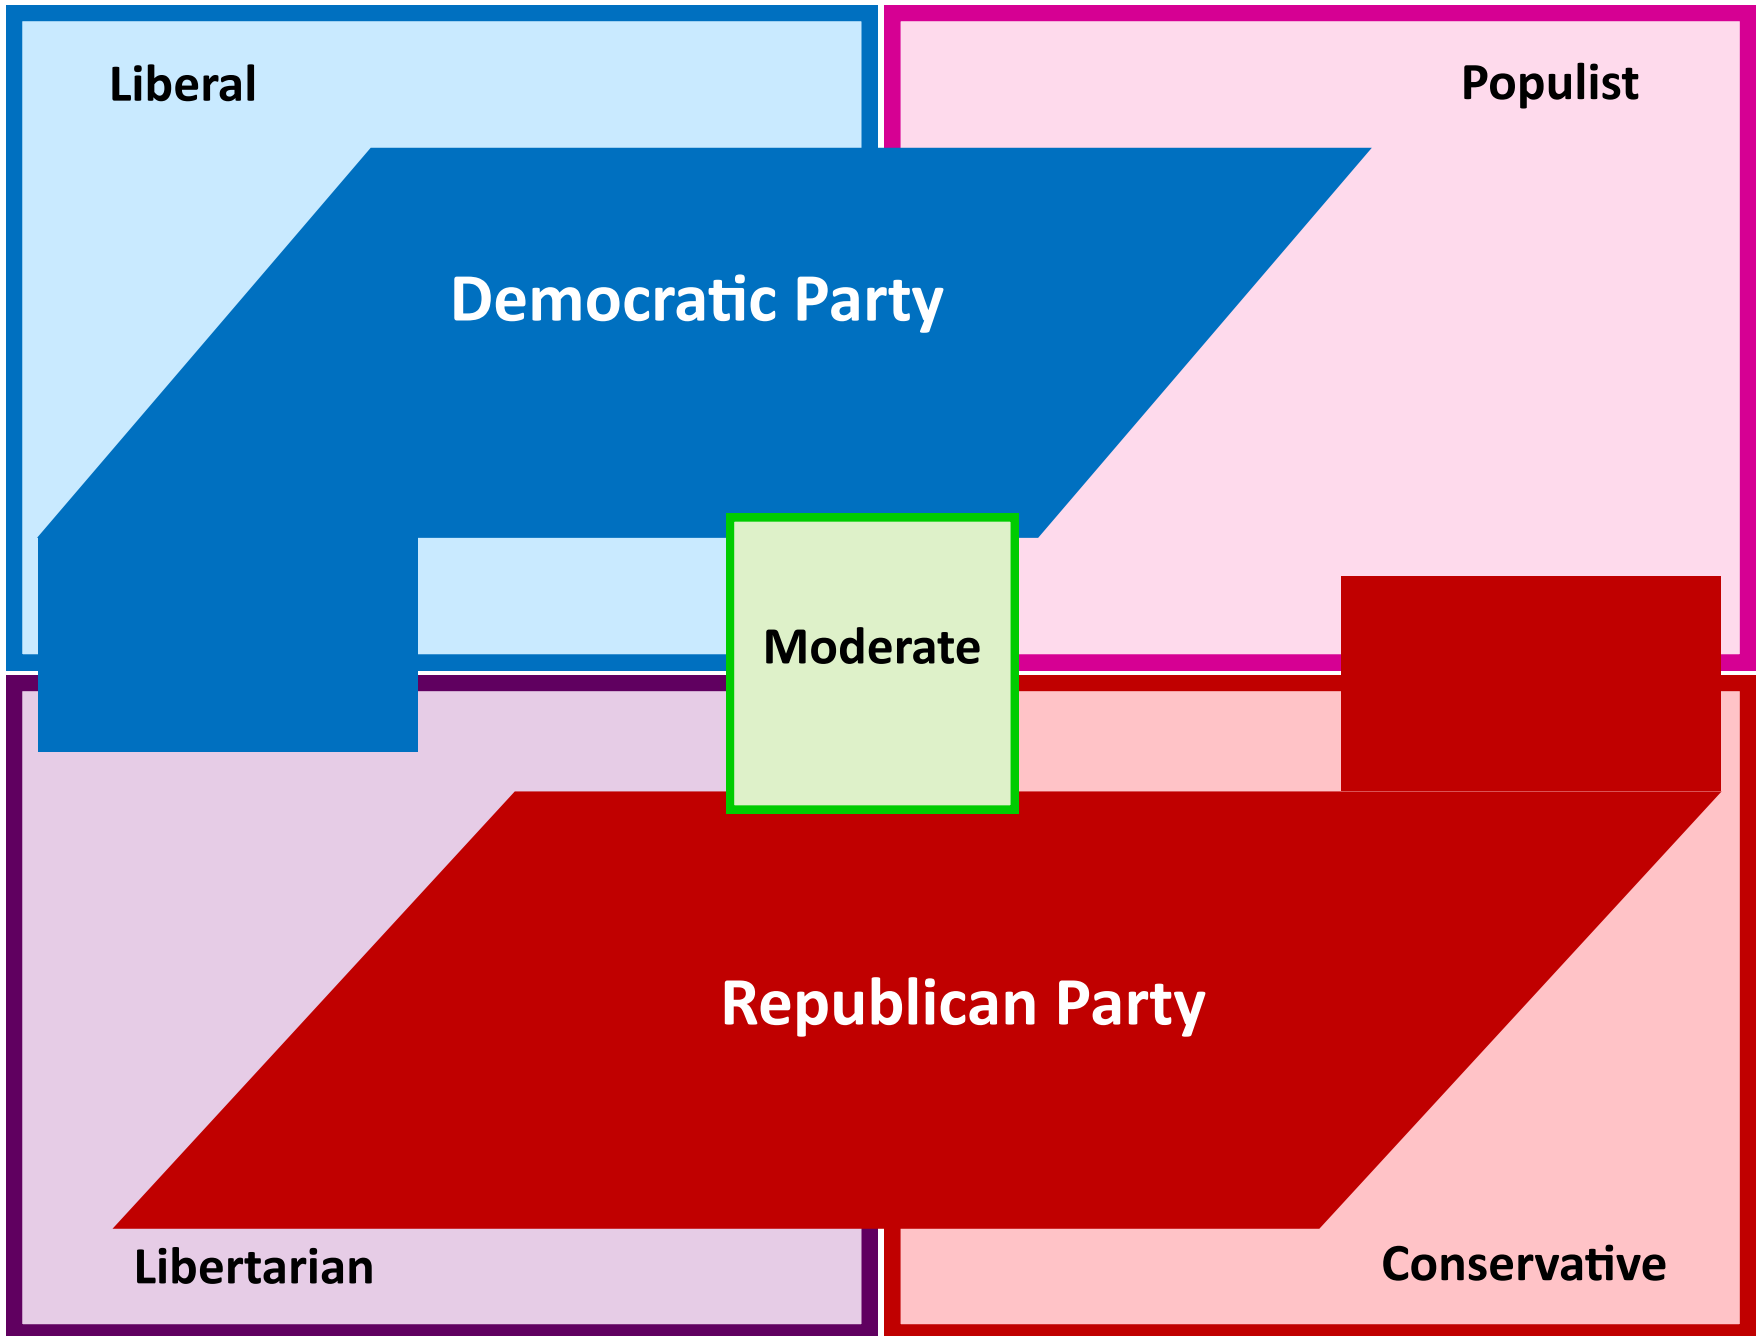 Liberal
Populist
Democratic Party
Moderate
Republican Party
Libertarian
Conservative